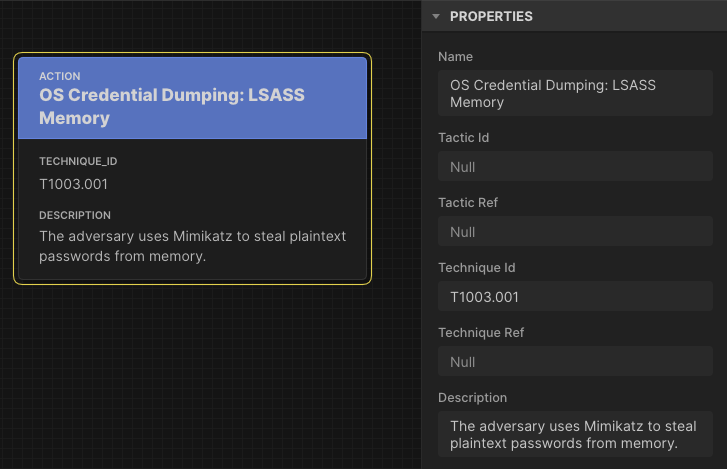 ACTION
OS Credential Dumping: LSASS
Memory
TECHNIQUE_ID
T1003.001
DESCRIPTION
The adversary uses Mimikatz to steal plaintext
passwords from memory.
PROPERTIES
Name
OS Credential Dumping: LSASS
Memory
Tactic Id
Null
Tactic Ref
Null
Technique Id
T1003.001
Technique Ref
Null
Description
The adversary uses Mimikatz to steal
plaintext passwords from memory.